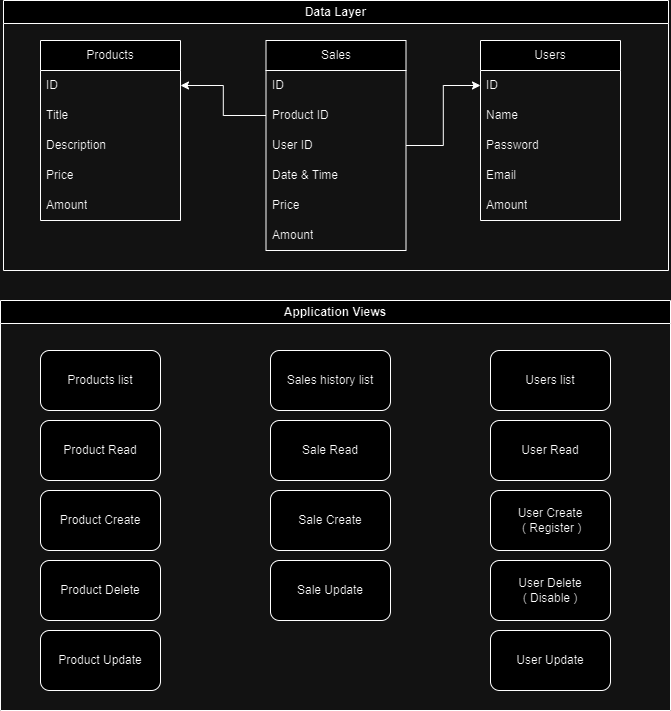 Data Layer
Products
ID
Title
Description
Price
Amount
Sales
ID
Product ID
User ID
Date & Time
Price
Amount
Users
ID
Name
Password
Email
Amount
Application Views
Products list
Product Read
Product Create
Product Delete
Product Update
Sales history list
Sale Read
Sale Create
Sale Update
Users list
User Read
User Create
( Register )
User Delete
( Disable )
User Update